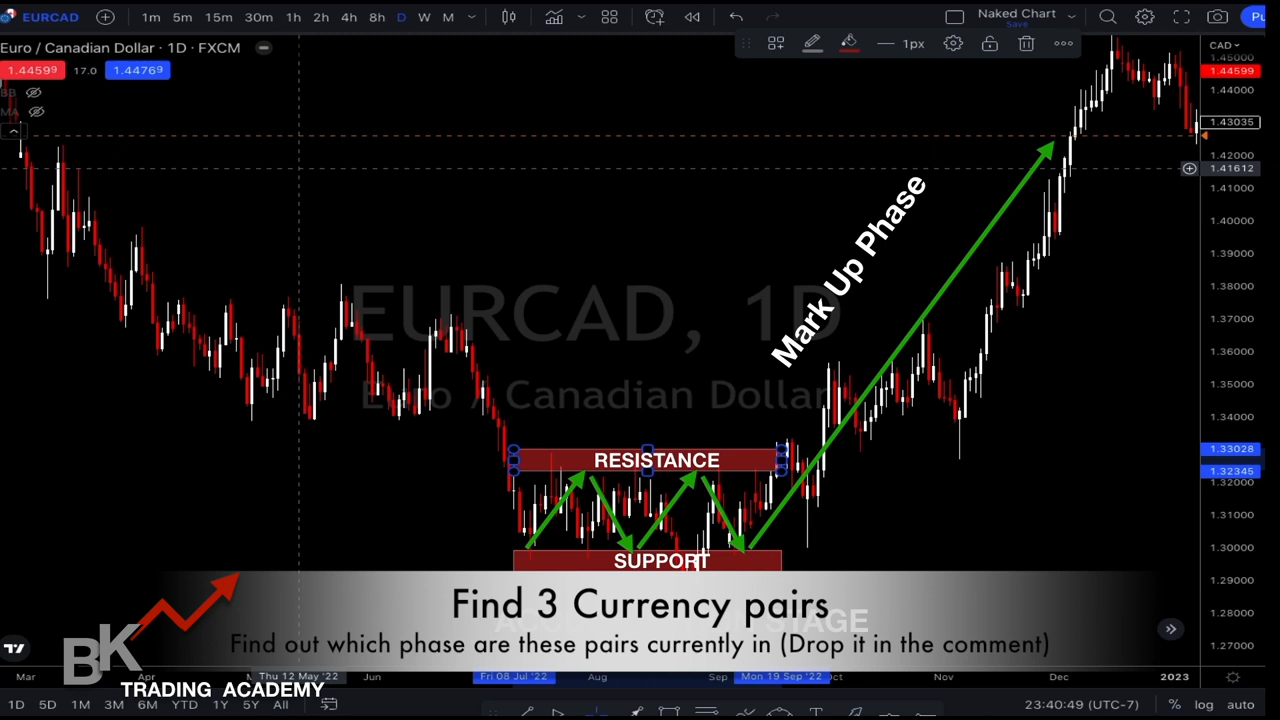 EURCAD 1m 5m 15m 30m 1h 2h 4h 8h D W M Naked Chart Save
Euro / Canadian Dollar · 1D · FXCM 1px CAD
1.44599 17.0 1.44769
BB
MA
1.45000
1.44599
1.44000
1.43035
1.42000
1.41612
1.41000
1.40000
1.39000
1.38000
1.37000
1.36000
1.35000
1.34000
1.33028
1.32345
1.32000
1.31000
1.30000
1.29000
1.28000
1.27000
EURCAD, 1D
Euro / Canadian Dollar
Mark Up Phase
RESISTANCE
SUPPORT
Find 3 Currency pairs
STAGE
Find out which phase are these pairs currently in (Drop it in the comment)
BK
TRADING ACADEMY
Mar Apr Thu 12 May '22 Jun Fri 08 Jul '22 Aug Sep Mon 19 Sep '22 Oct Nov Dec 2023
1D 5D 1M 3M 6M YTD 1Y 5Y All 23:40:49 (UTC-7) % log auto